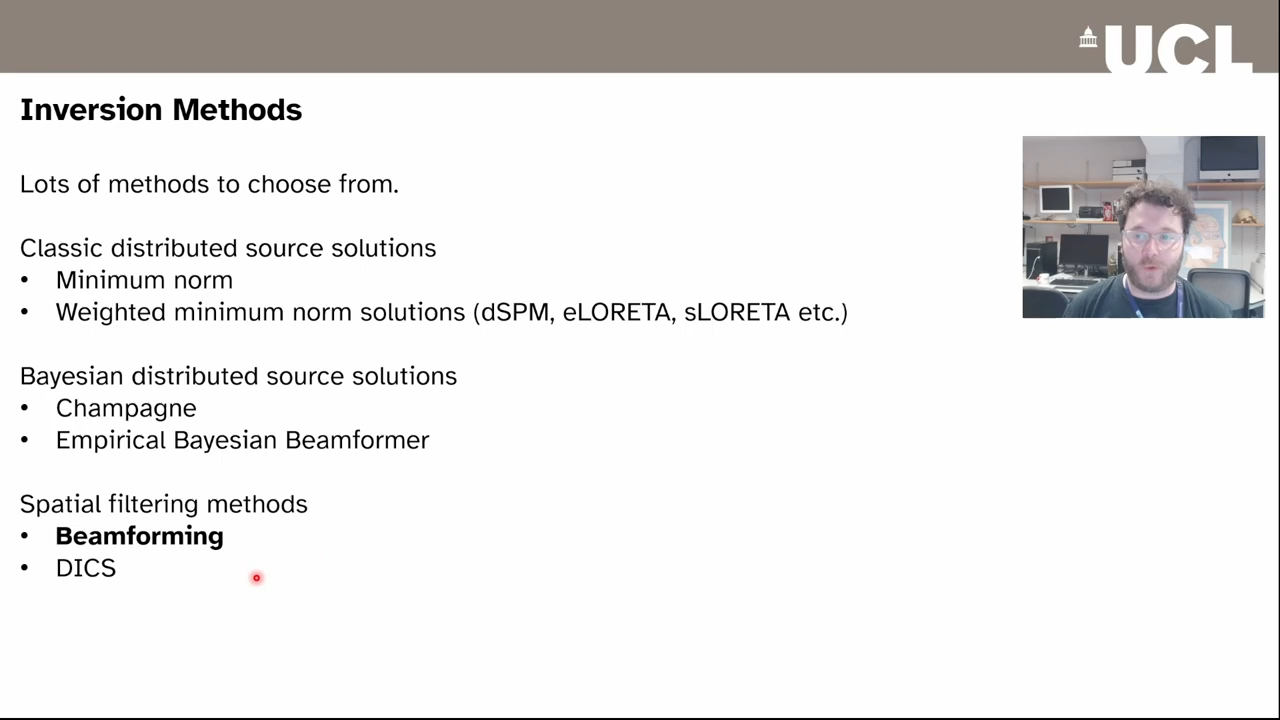 UCL
Inversion Methods
Lots of methods to choose from.
Classic distributed source solutions
• Minimum norm
• Weighted minimum norm solutions (dSPM, eLORETA, sLORETA etc.)
Bayesian distributed source solutions
• Champagne
• Empirical Bayesian Beamformer
Spatial filtering methods
• Beamforming
• DICS